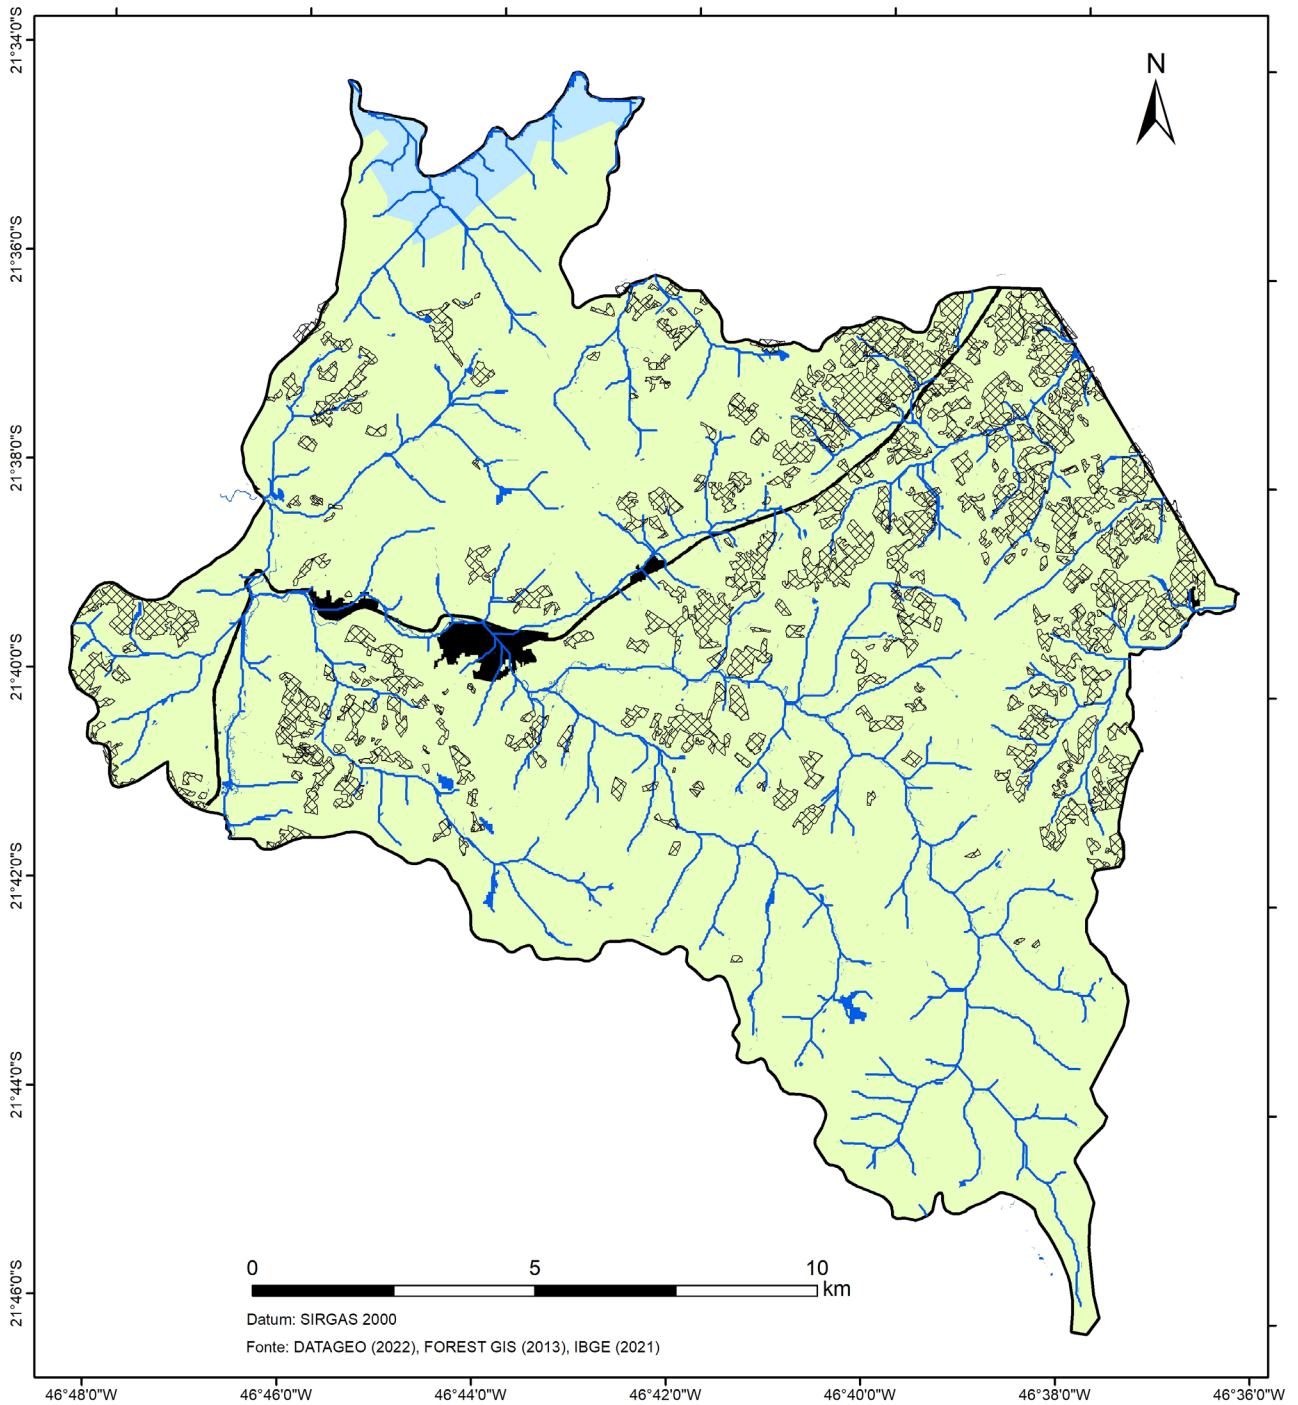 N
21°34'0"S
21°36'0"S
21°38'0"S
21°40'0"S
21°42'0"S
21°44'0"S
21°46'0"S
0 5 10
km
Datum: SIRGAS 2000
Fonte: DATAGEO (2022), FOREST GIS (2013), IBGE (2021)
46°48'0"W 46°46'0"W 46°44'0"W 46°42'0"W 46°40'0"W 46°38'0"W 46°36'0"W